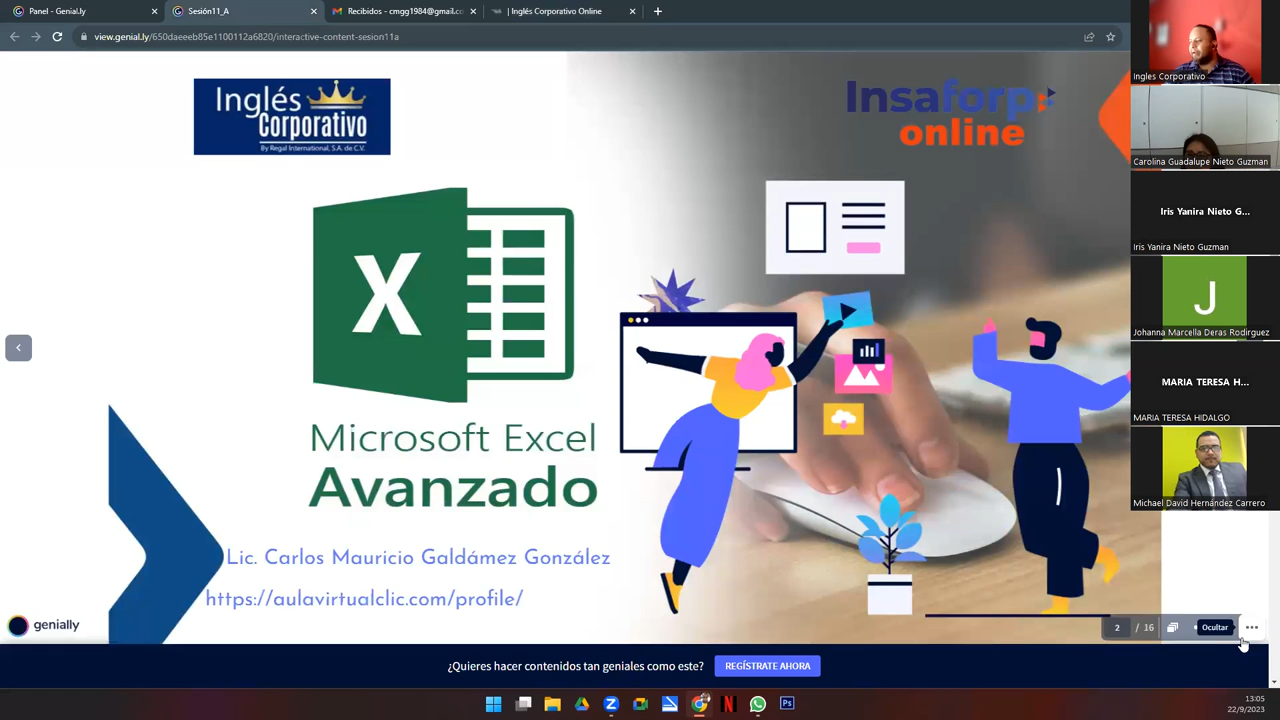 Panel - Genial.ly
Sesión11_A
Recibidos - cmgg1984@gmail.co
| Inglés Corporativo Online
view.genial.ly/650daeeeb85e1100112a6820/interactive-content-sesion11a
Inglés
Corporativo
By Regal International, S.A. de C.V.
Insaforp
online
X
Microsoft Excel
Avanzado
Lic. Carlos Mauricio Galdámez González
https://aulavirtualclic.com/profile/
genially
2 / 16
Ocultar
¿Quieres hacer contenidos tan geniales como este?
REGÍSTRATE AHORA
Ingles Corporativo
Carolina Guadalupe Nieto Guzman
Iris Yanira Nieto G...
Iris Yanira Nieto Guzman
J
Johanna Marcella Deras Rodirguez
MARIA TERESA H...
MARIA TERESA HIDALGO
Michael David Hernández Carrero
N
Ps
13:05
22/9/2023